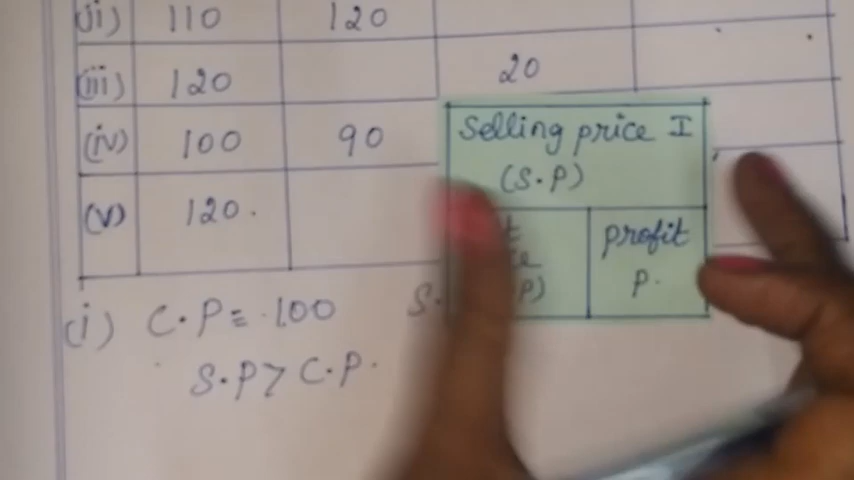 (ii) 110 120
(iii) 120 20
(iv) 100 90
(v) 120.
Selling price I
(S.P)
profit
P.
P)
(i) C.P = 100 S.
S.P > C.P.